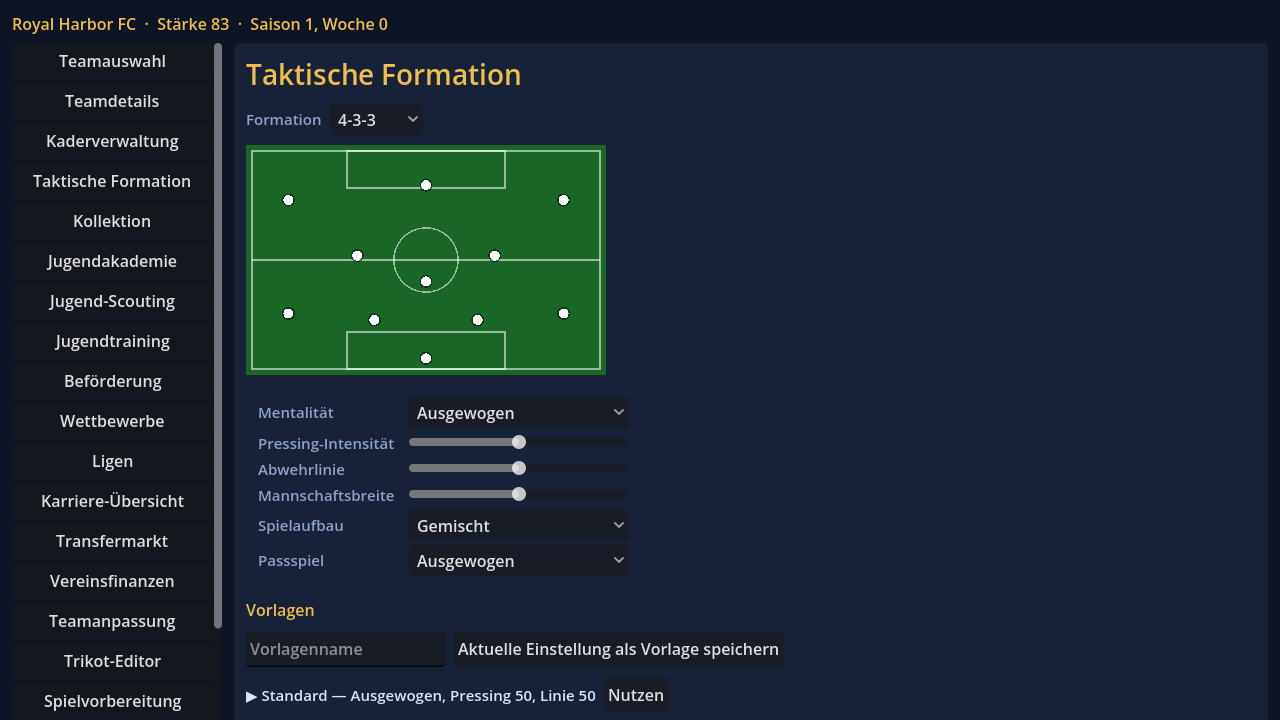 Royal Harbor FC · Stärke 83 · Saison 1, Woche 0
Teamauswahl
Teamdetails
Kaderverwaltung
Taktische Formation
Kollektion
Jugendakademie
Jugend-Scouting
Jugendtraining
Beförderung
Wettbewerbe
Ligen
Karriere-Übersicht
Transfermarkt
Vereinsfinanzen
Teamanpassung
Trikot-Editor
Spielvorbereitung
Taktische Formation
Formation 4-3-3
Mentalität Ausgewogen
Pressing-Intensität
Abwehrlinie
Mannschaftsbreite
Spielaufbau Gemischt
Passspiel Ausgewogen
Vorlagen
Vorlagenname Aktuelle Einstellung als Vorlage speichern
▶ Standard — Ausgewogen, Pressing 50, Linie 50 Nutzen